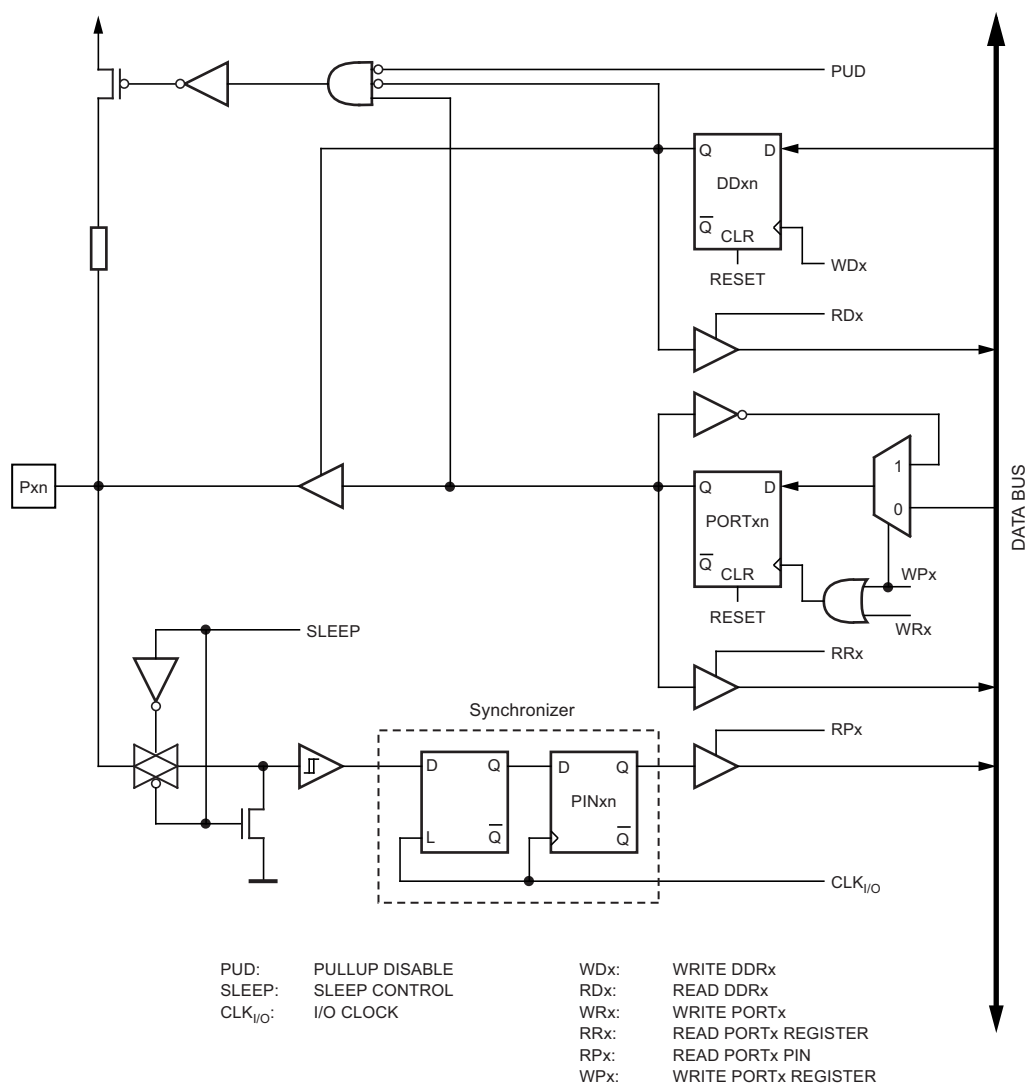 PUD
Q D
DDxn
Q
CLR
WDx
RESET
RDx
Pxn
1
Q D
0
PORTxn
Q
CLR
WPx
RESET
WRx
SLEEP
RRx
Synchronizer
RPx
D Q D Q
PINxn
L Q Q
CLKI/O
DATA BUS
PUD: PULLUP DISABLE WDx: WRITE DDRx
SLEEP: SLEEP CONTROL RDx: READ DDRx
CLKI/O: I/O CLOCK WRx: WRITE PORTx
RRx: READ PORTx REGISTER
RPx: READ PORTx PIN
WPx: WRITE PORTx REGISTER